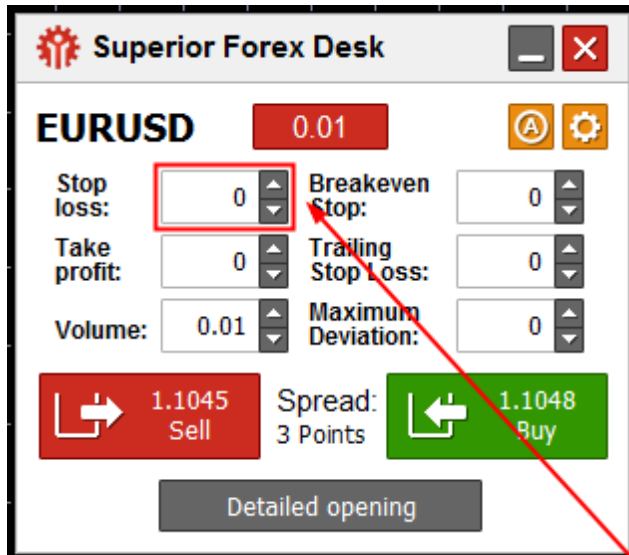 Superior Forex Desk
EURUSD 0.01 A
Stop loss: 0 Breakeven Stop: 0
Take profit: 0 Trailing Stop Loss: 0
Volume: 0.01 Maximum Deviation: 0
1.1045 Sell Spread: 3 Points 1.1048 Buy
Detailed opening